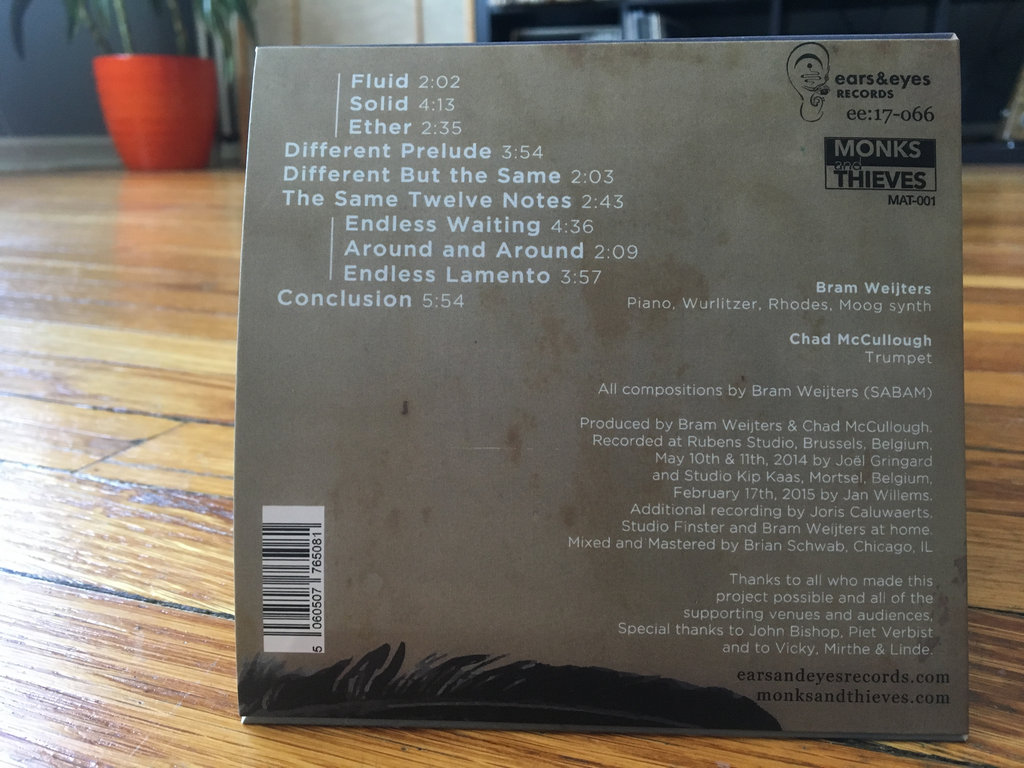 Fluid 2:02
Solid 4:13
Ether 2:35
Different Prelude 3:54
Different But the Same 2:03
The Same Twelve Notes 2:43
Endless Waiting 4:36
Around and Around 2:09
Endless Lamento 3:57
Conclusion 5:54
ears&eyes
RECORDS
ee:17-066
MONKS
and
THIEVES
MAT-001
Bram Weijters
Piano, Wurlitzer, Rhodes, Moog synth
Chad McCullough
Trumpet
All compositions by Bram Weijters (SABAM)
Produced by Bram Weijters & Chad McCullough.
Recorded at Rubens Studio, Brussels, Belgium,
May 10th & 11th, 2014 by Joël Gringard
and Studio Kip Kaas, Mortsel, Belgium,
February 17th, 2015 by Jan Willems.
Additional recording by Joris Caluwaerts.
Studio Finster and Bram Weijters at home.
Mixed and Mastered by Brian Schwab, Chicago, IL
Thanks to all who made this
project possible and all of the
supporting venues and audiences,
Special thanks to John Bishop, Piet Verbist
and to Vicky, Mirthe & Linde.
earsandeyesrecords.com
monksandthieves.com
5 060507 765081